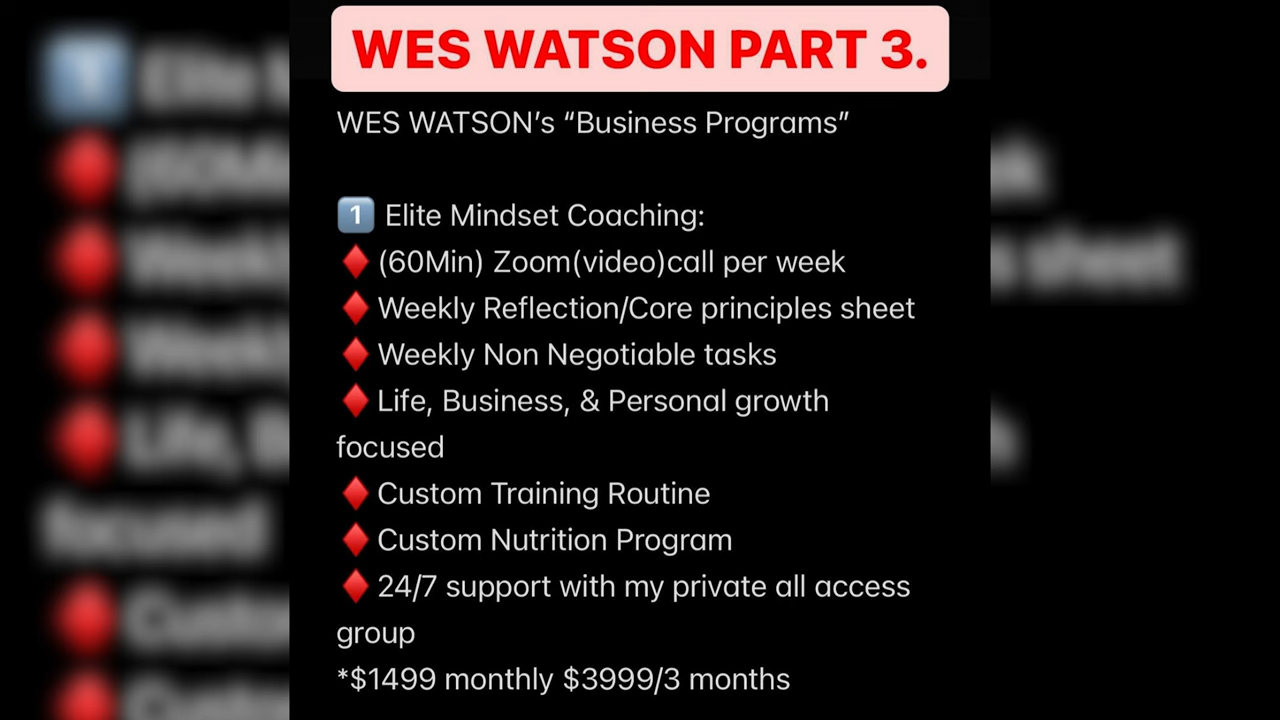 WES WATSON PART 3.
WES WATSON’s “Business Programs”
1️⃣ Elite Mindset Coaching:
♦️(60Min) Zoom(video)call per week
♦️Weekly Reflection/Core principles sheet
♦️Weekly Non Negotiable tasks
♦️Life, Business, & Personal growth
focused
♦️Custom Training Routine
♦️Custom Nutrition Program
♦️24/7 support with my private all access
group
*$1499 monthly $3999/3 months